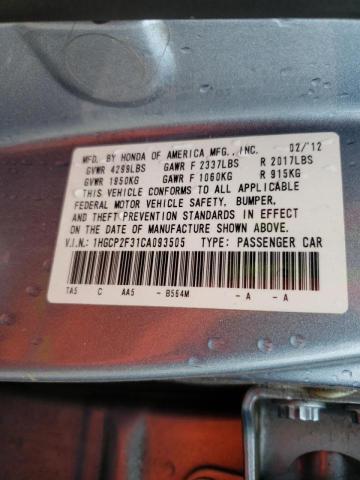 MFD. BY HONDA OF AMERICA MFG., INC. 02/'12
GVWR 4299LBS GAWR F 2337LBS R 2017LBS
GVWR 1950KG GAWR F 1060KG R 915KG
THIS VEHICLE CONFORMS TO ALL APPLICABLE
FEDERAL MOTOR VEHICLE SAFETY, BUMPER,
AND THEFT PREVENTION STANDARDS IN EFFECT
ON THE DATE OF MANUFACTURE SHOWN ABOVE.
V.I.N.: 1HGCP2F31CA093505 TYPE: PASSENGER CAR
TA5 C AA5 - B564M - A - A